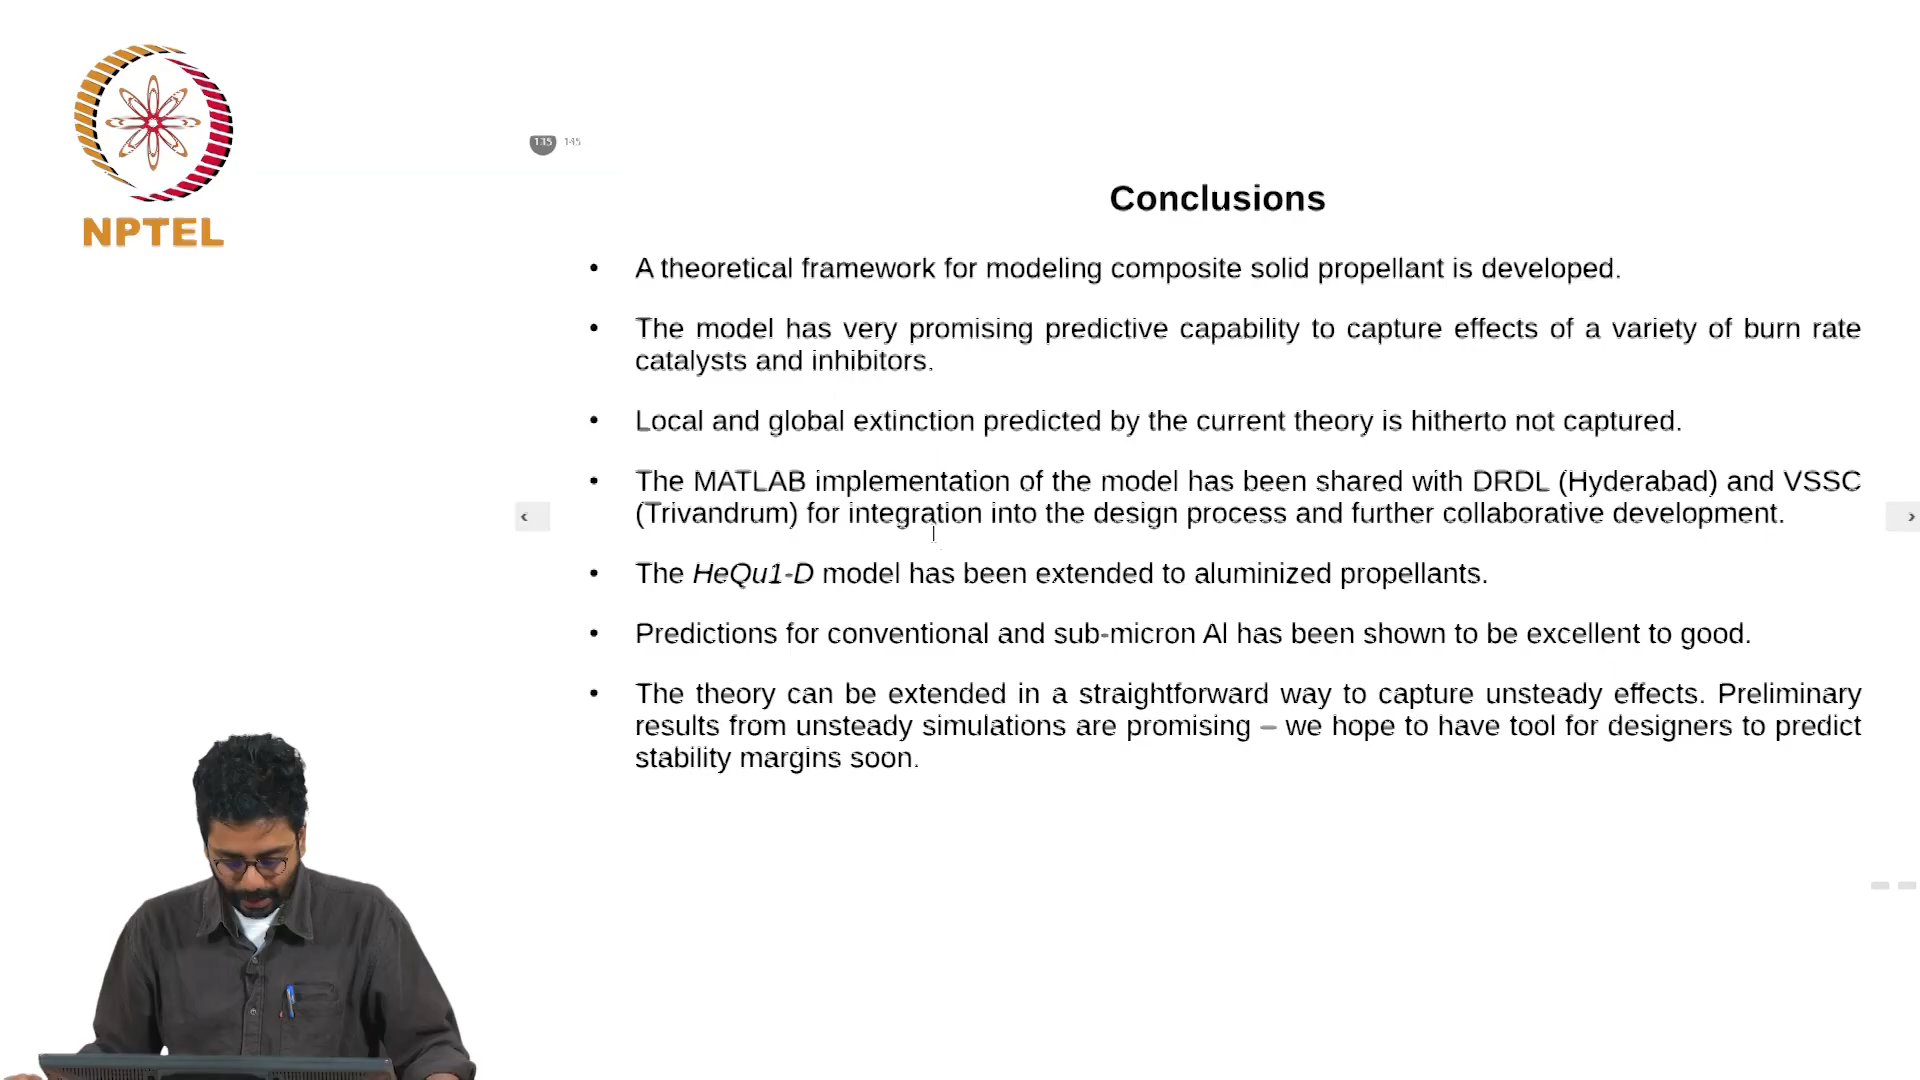 NPTEL
135 145
Conclusions
• A theoretical framework for modeling composite solid propellant is developed.
• The model has very promising predictive capability to capture effects of a variety of burn rate
catalysts and inhibitors.
• Local and global extinction predicted by the current theory is hitherto not captured.
• The MATLAB implementation of the model has been shared with DRDL (Hyderabad) and VSSC
(Trivandrum) for integration into the design process and further collaborative development.
• The HeQu1-D model has been extended to aluminized propellants.
• Predictions for conventional and sub-micron Al has been shown to be excellent to good.
• The theory can be extended in a straightforward way to capture unsteady effects. Preliminary
results from unsteady simulations are promising – we hope to have tool for designers to predict
stability margins soon.